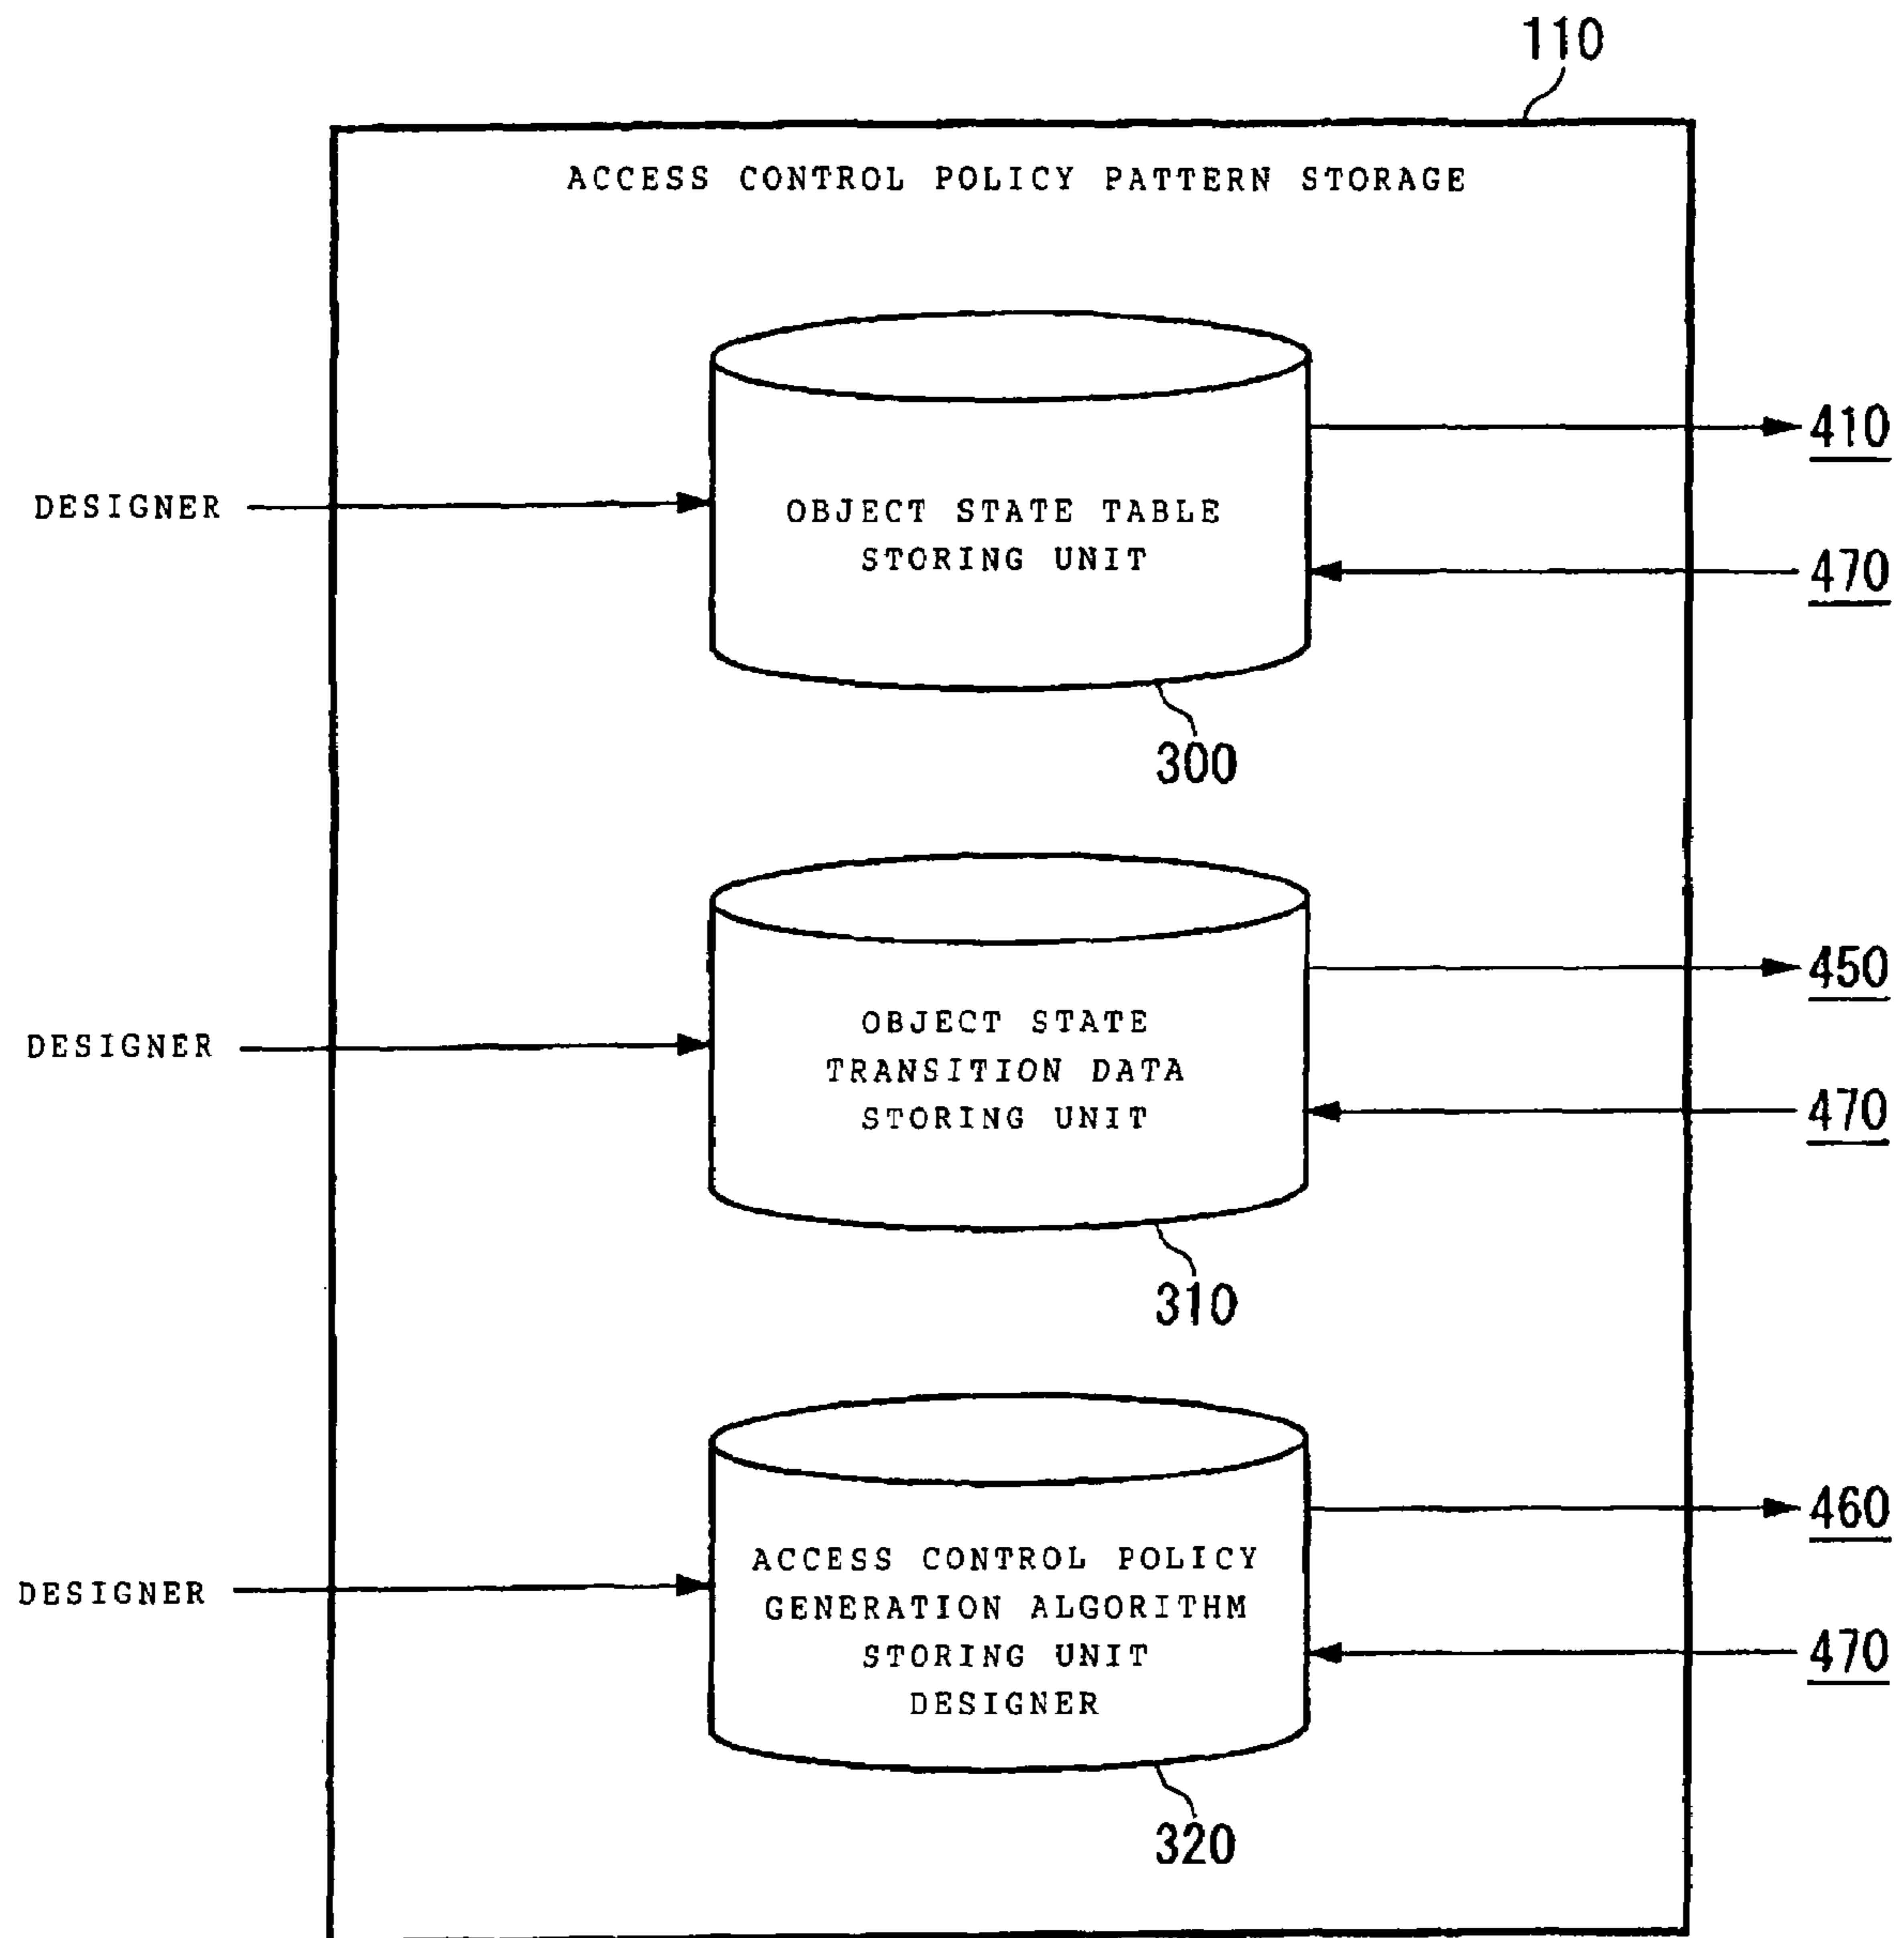 110
ACCESS CONTROL POLICY PATTERN STORAGE
410
DESIGNER
OBJECT STATE TABLE
STORING UNIT
470
300
450
DESIGNER
OBJECT STATE
TRANSITION DATA
STORING UNIT
470
310
460
DESIGNER
ACCESS CONTROL POLICY
GENERATION ALGORITHM
STORING UNIT
DESIGNER
470
320